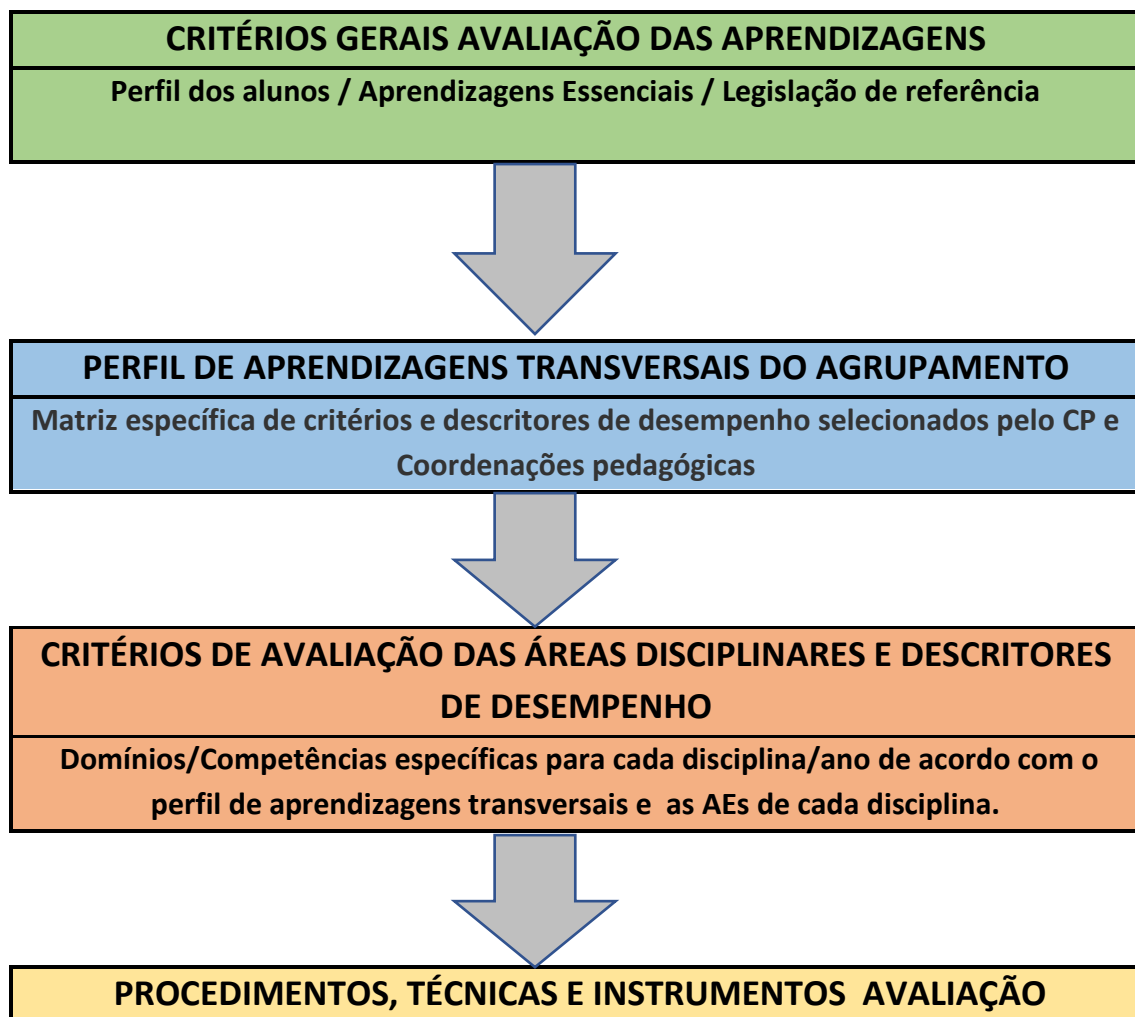 CRITÉRIOS GERAIS AVALIAÇÃO DAS APRENDIZAGENS
Perfil dos alunos / Aprendizagens Essenciais / Legislação de referência
PERFIL DE APRENDIZAGENS TRANSVERSAIS DO AGRUPAMENTO
Matriz específica de critérios e descritores de desempenho selecionados pelo CP e
Coordenações pedagógicas
CRITÉRIOS DE AVALIAÇÃO DAS ÁREAS DISCIPLINARES E DESCRITORES
DE DESEMPENHO
Domínios/Competências específicas para cada disciplina/ano de acordo com o
perfil de aprendizagens transversais e as AEs de cada disciplina.
PROCEDIMENTOS, TÉCNICAS E INSTRUMENTOS AVALIAÇÃO